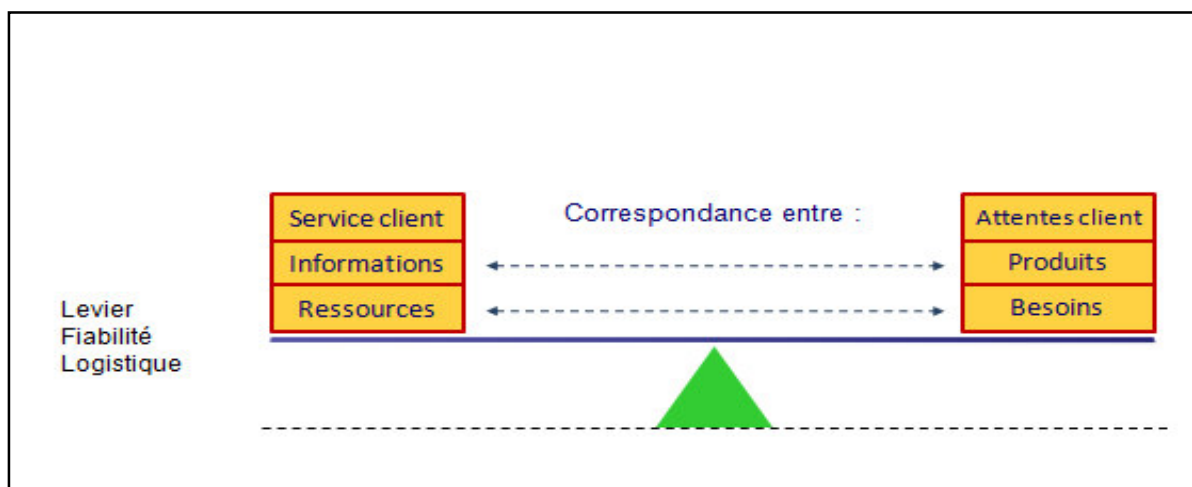 Service client
Correspondance entre :
Attentes client
Informations
Produits
Ressources
Besoins
Levier
Fiabilité
Logistique